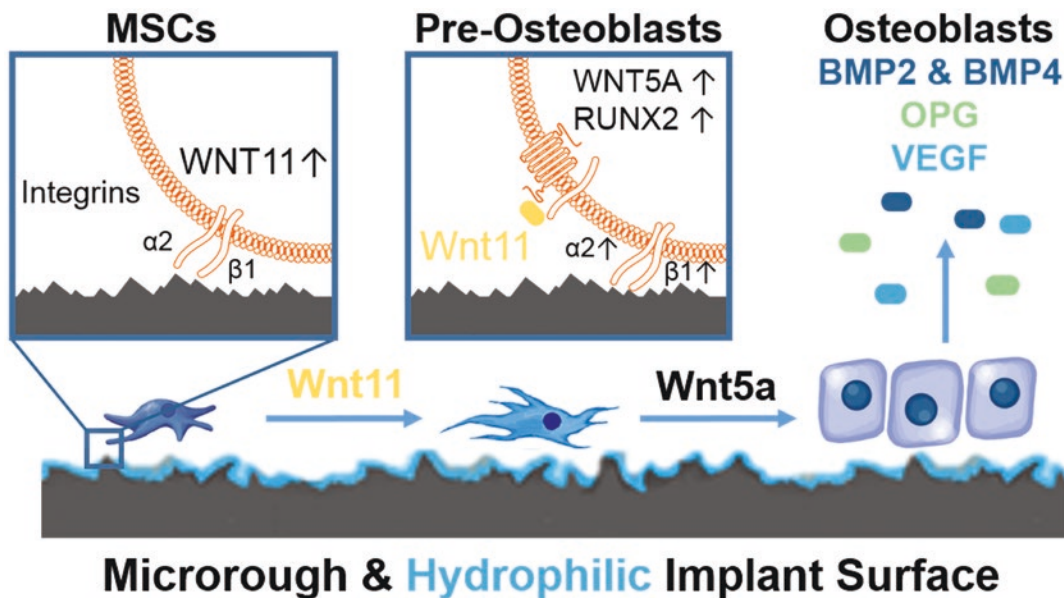 MSCs
WNT11↑
Integrins
α2
β1
Pre-Osteoblasts
WNT5A ↑
RUNX2 ↑
Wnt11
α2↑
β1↑
Osteoblasts
BMP2 & BMP4
OPG
VEGF
Wnt11
Wnt5a
Microrough & Hydrophilic Implant Surface